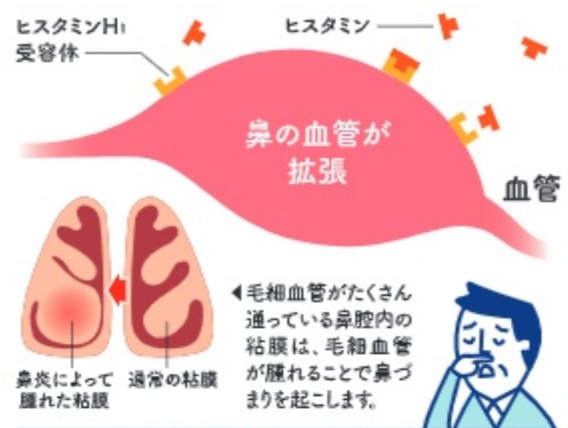 ヒスタミンH₁
受容体
ヒスタミン
鼻の血管が
拡張
血管
◀毛細血管がたくさん
通っている鼻腔内の
粘膜は、毛細血管
が腫れることで鼻づ
まりを起こします。
鼻炎によって
腫れた粘膜
通常の粘膜